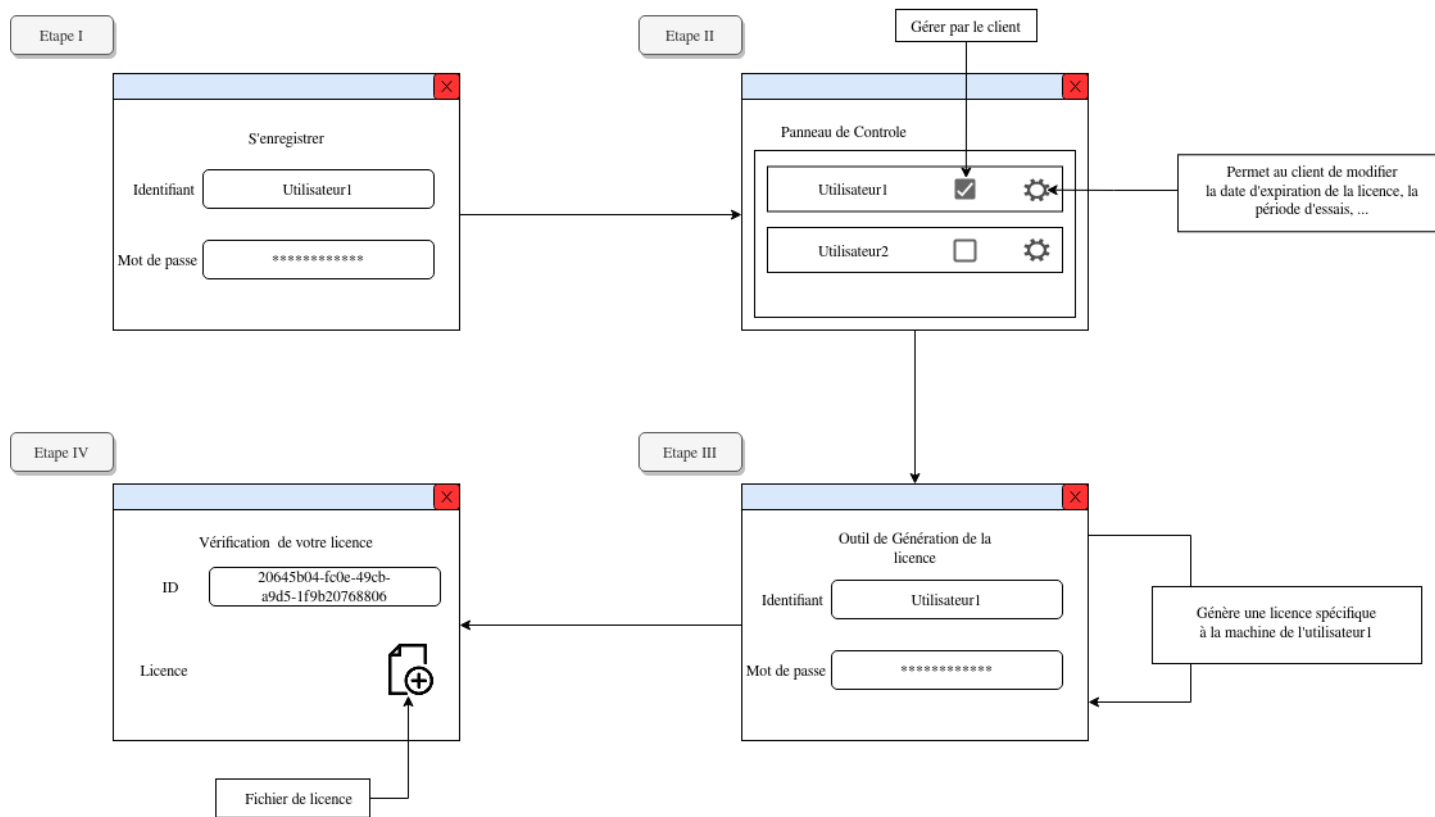 Etape I
S'enregistrer
Identifiant
Utilisateur1
Mot de passe
************
Etape II
Gérer par le client
Panneau de Controle
Utilisateur1
Utilisateur2
Permet au client de modifier
la date d'expiration de la licence, la
période d'essais, ...
Etape III
Outil de Génération de la
licence
Identifiant
Utilisateur1
Mot de passe
************
Génère une licence spécifique
à la machine de l'utilisateur1
Etape IV
Vérification de votre licence
ID
20645b04-fc0e-49cb-
a9d5-1f9b20768806
Licence
Fichier de licence